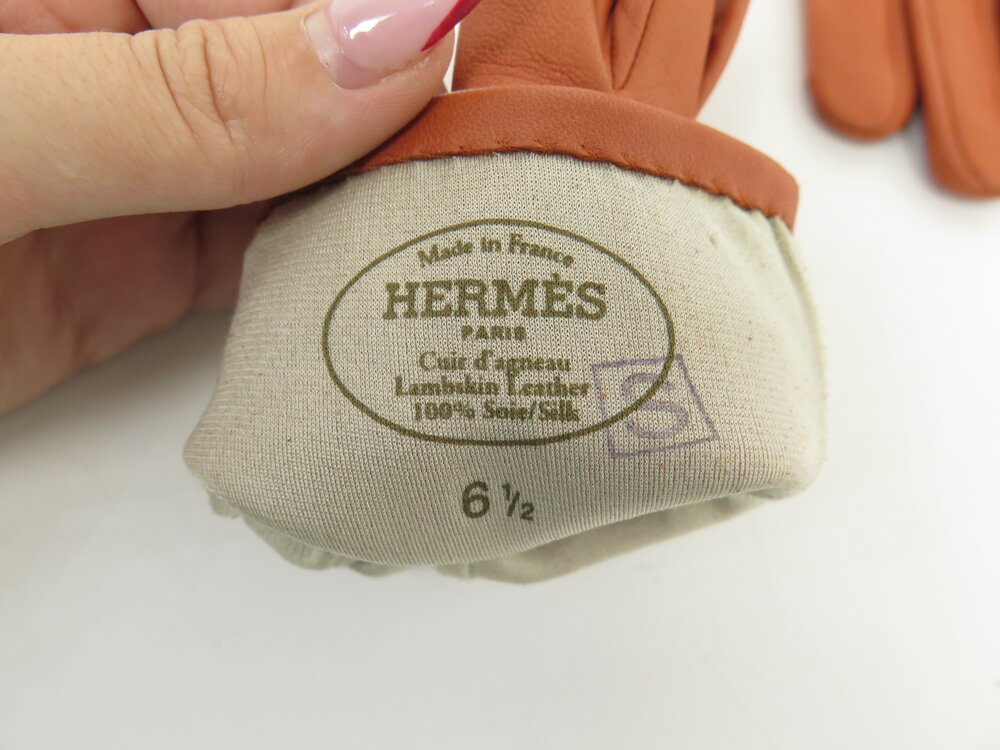 Made in France
HERMÈS
PARIS
Cuir d'agneau
Lambskin Leather
100% Soie/Silk
S
6 1/2